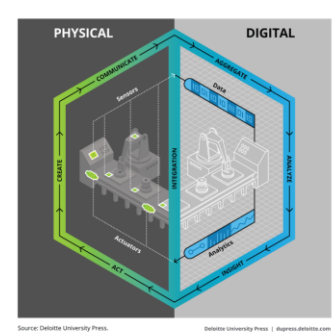 PHYSICAL
DIGITAL
COMMUNICATE
AGGREGATE
Sensors
Data
CREATE
INTEGRATION
ANALYZE
Actuators
Analytics
ACT
INSIGHT
Source: Deloitte University Press.
Deloitte University Press | dupress.deloitte.com